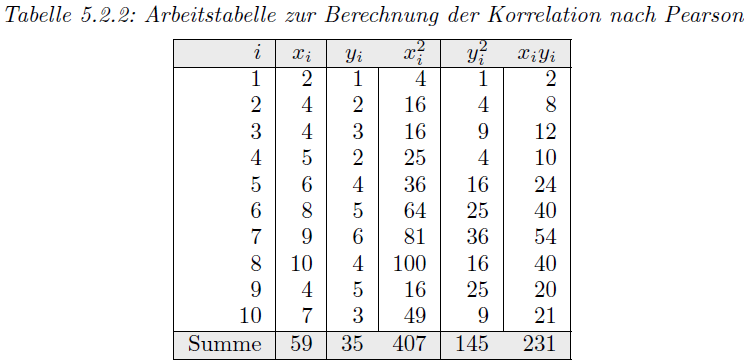 Tabelle 5.2.2: Arbeitstabelle zur Berechnung der Korrelation nach Pearson
i x_i y_i x_i^2 y_i^2 x_iy_i
1 2 1 4 1 2
2 4 2 16 4 8
3 4 3 16 9 12
4 5 2 25 4 10
5 6 4 36 16 24
6 8 5 64 25 40
7 9 6 81 36 54
8 10 4 100 16 40
9 4 5 16 25 20
10 7 3 49 9 21
Summe 59 35 407 145 231